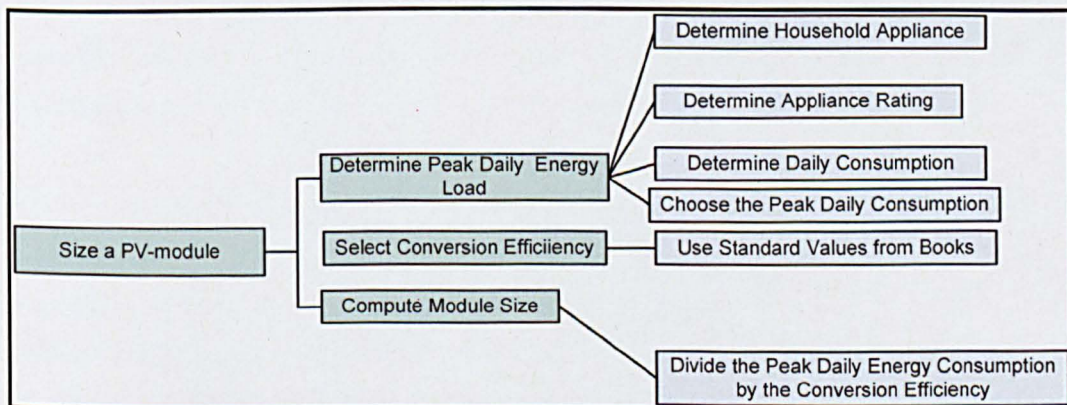 Determine Household Appliance
Determine Appliance Rating
Determine Peak Daily Energy
Load
Determine Daily Consumption
Choose the Peak Daily Consumption
Size a PV-module
Select Conversion Efficiiency
Use Standard Values from Books
Compute Module Size
Divide the Peak Daily Energy Consumption
by the Conversion Efficiency